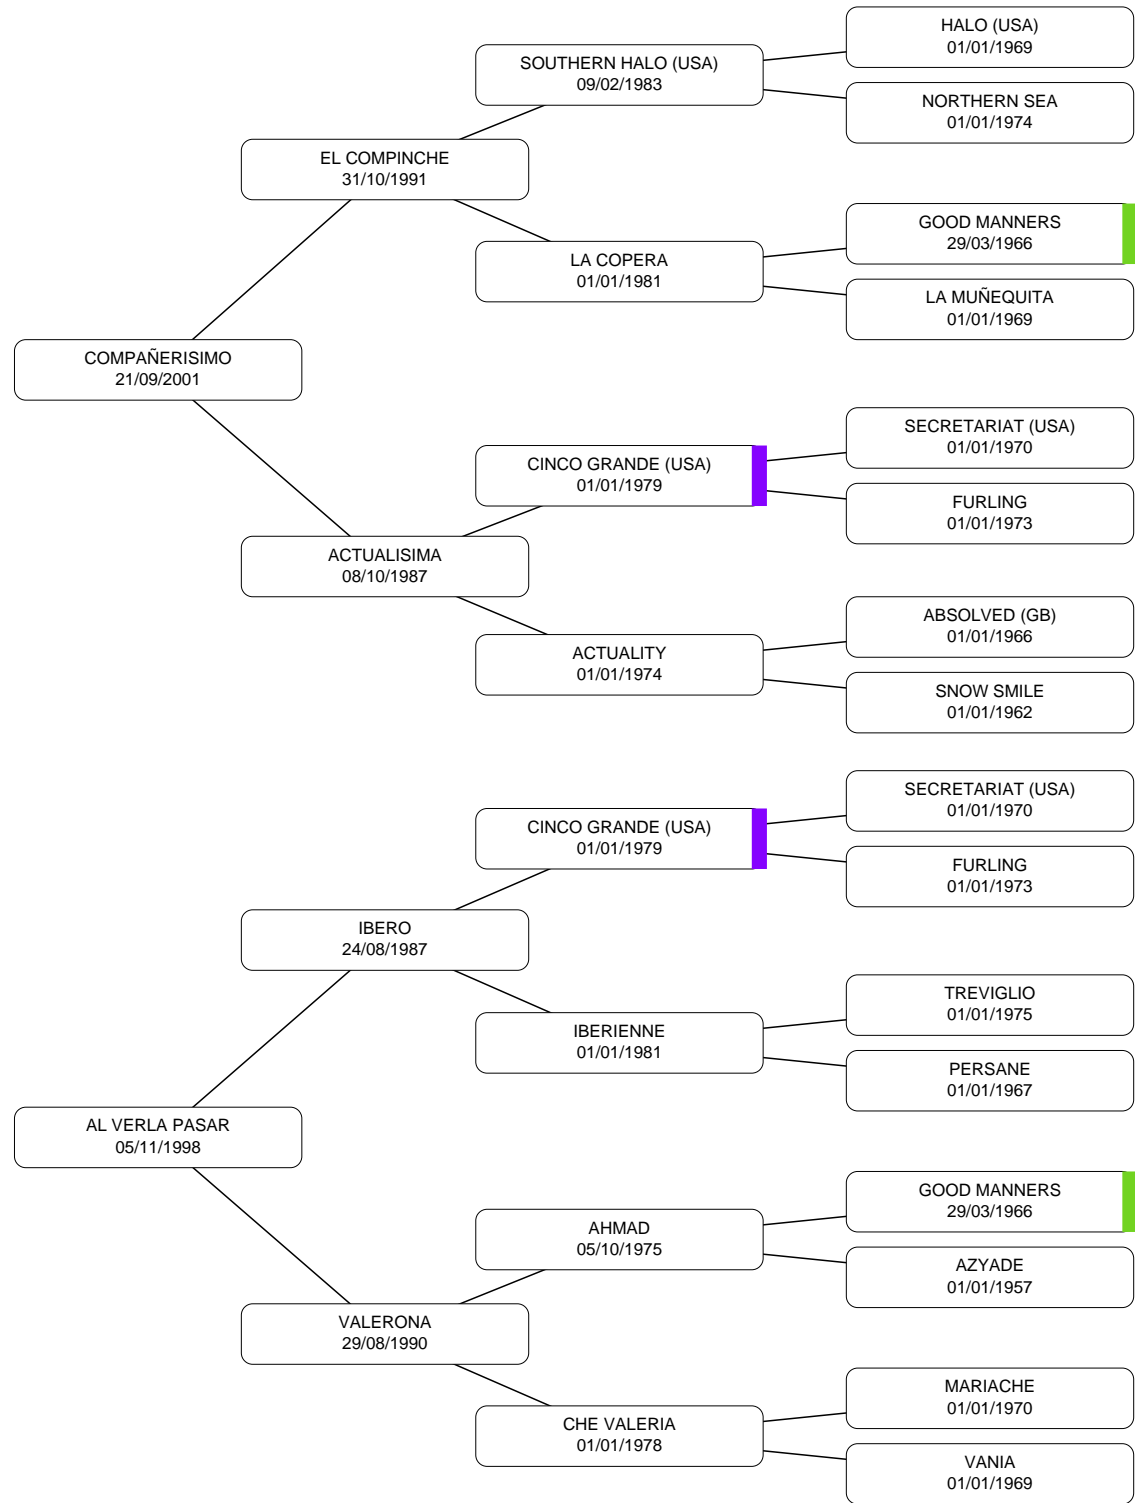 HALO (USA)
01/01/1969
SOUTHERN HALO (USA)
09/02/1983
NORTHERN SEA
01/01/1974
EL COMPINCHE
31/10/1991
GOOD MANNERS
29/03/1966
LA COPERA
01/01/1981
LA MUÑEQUITA
01/01/1969
COMPAÑERISIMO
21/09/2001
SECRETARIAT (USA)
01/01/1970
CINCO GRANDE (USA)
01/01/1979
FURLING
01/01/1973
ACTUALISIMA
08/10/1987
ABSOLVED (GB)
01/01/1966
ACTUALITY
01/01/1974
SNOW SMILE
01/01/1962
SECRETARIAT (USA)
01/01/1970
CINCO GRANDE (USA)
01/01/1979
FURLING
01/01/1973
IBERO
24/08/1987
TREVIGLIO
01/01/1975
IBERIENNE
01/01/1981
PERSANE
01/01/1967
AL VERLA PASAR
05/11/1998
GOOD MANNERS
29/03/1966
AHMAD
05/10/1975
AZYADE
01/01/1957
VALERONA
29/08/1990
MARIACHE
01/01/1970
CHE VALERIA
01/01/1978
VANIA
01/01/1969